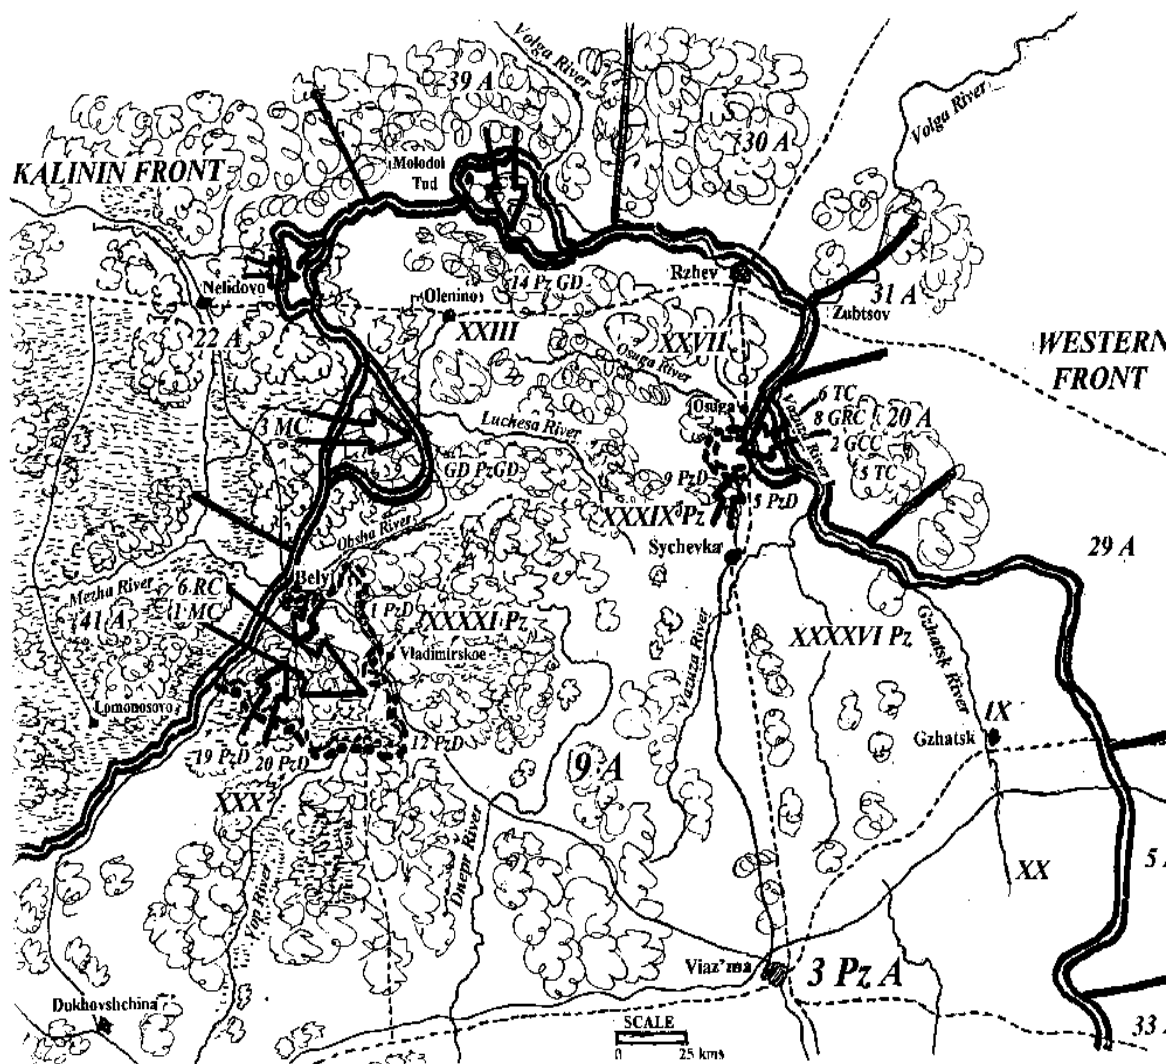 Volga River
39 A
30 A
Volga River
KALININ FRONT
Molodoi
Tud
14 Pz GD
Rzhev
31 A
Zubtsov
Nelidovo
Olenino
22 A
XXIII
XXVII
Osuga River
WESTERN
FRONT
Osuga
6 TC
8 GRC
20 A
2 GCC
5 TC
3 MC
Luchesa River
GD PzGD
9 PzD
5 PzD
XXXIX Pz
Obsha River
Sychevka
29 A
Belyi
Mezha River
6 RC
41 A
1 MC
1 PzD
XXXXI Pz
Vladimirskoe
XXXXVI Pz
Gzhatsk River
Vazuza River
Lomonosovo
IX
Gzhatsk
19 PzD
20 PzD
12 PzD
9 A
XXX
Dnepr River
Vop River
XX
5 A
Viaz'ma
3 Pz A
Dukhovshchina
SCALE
0 25 kms
33 A